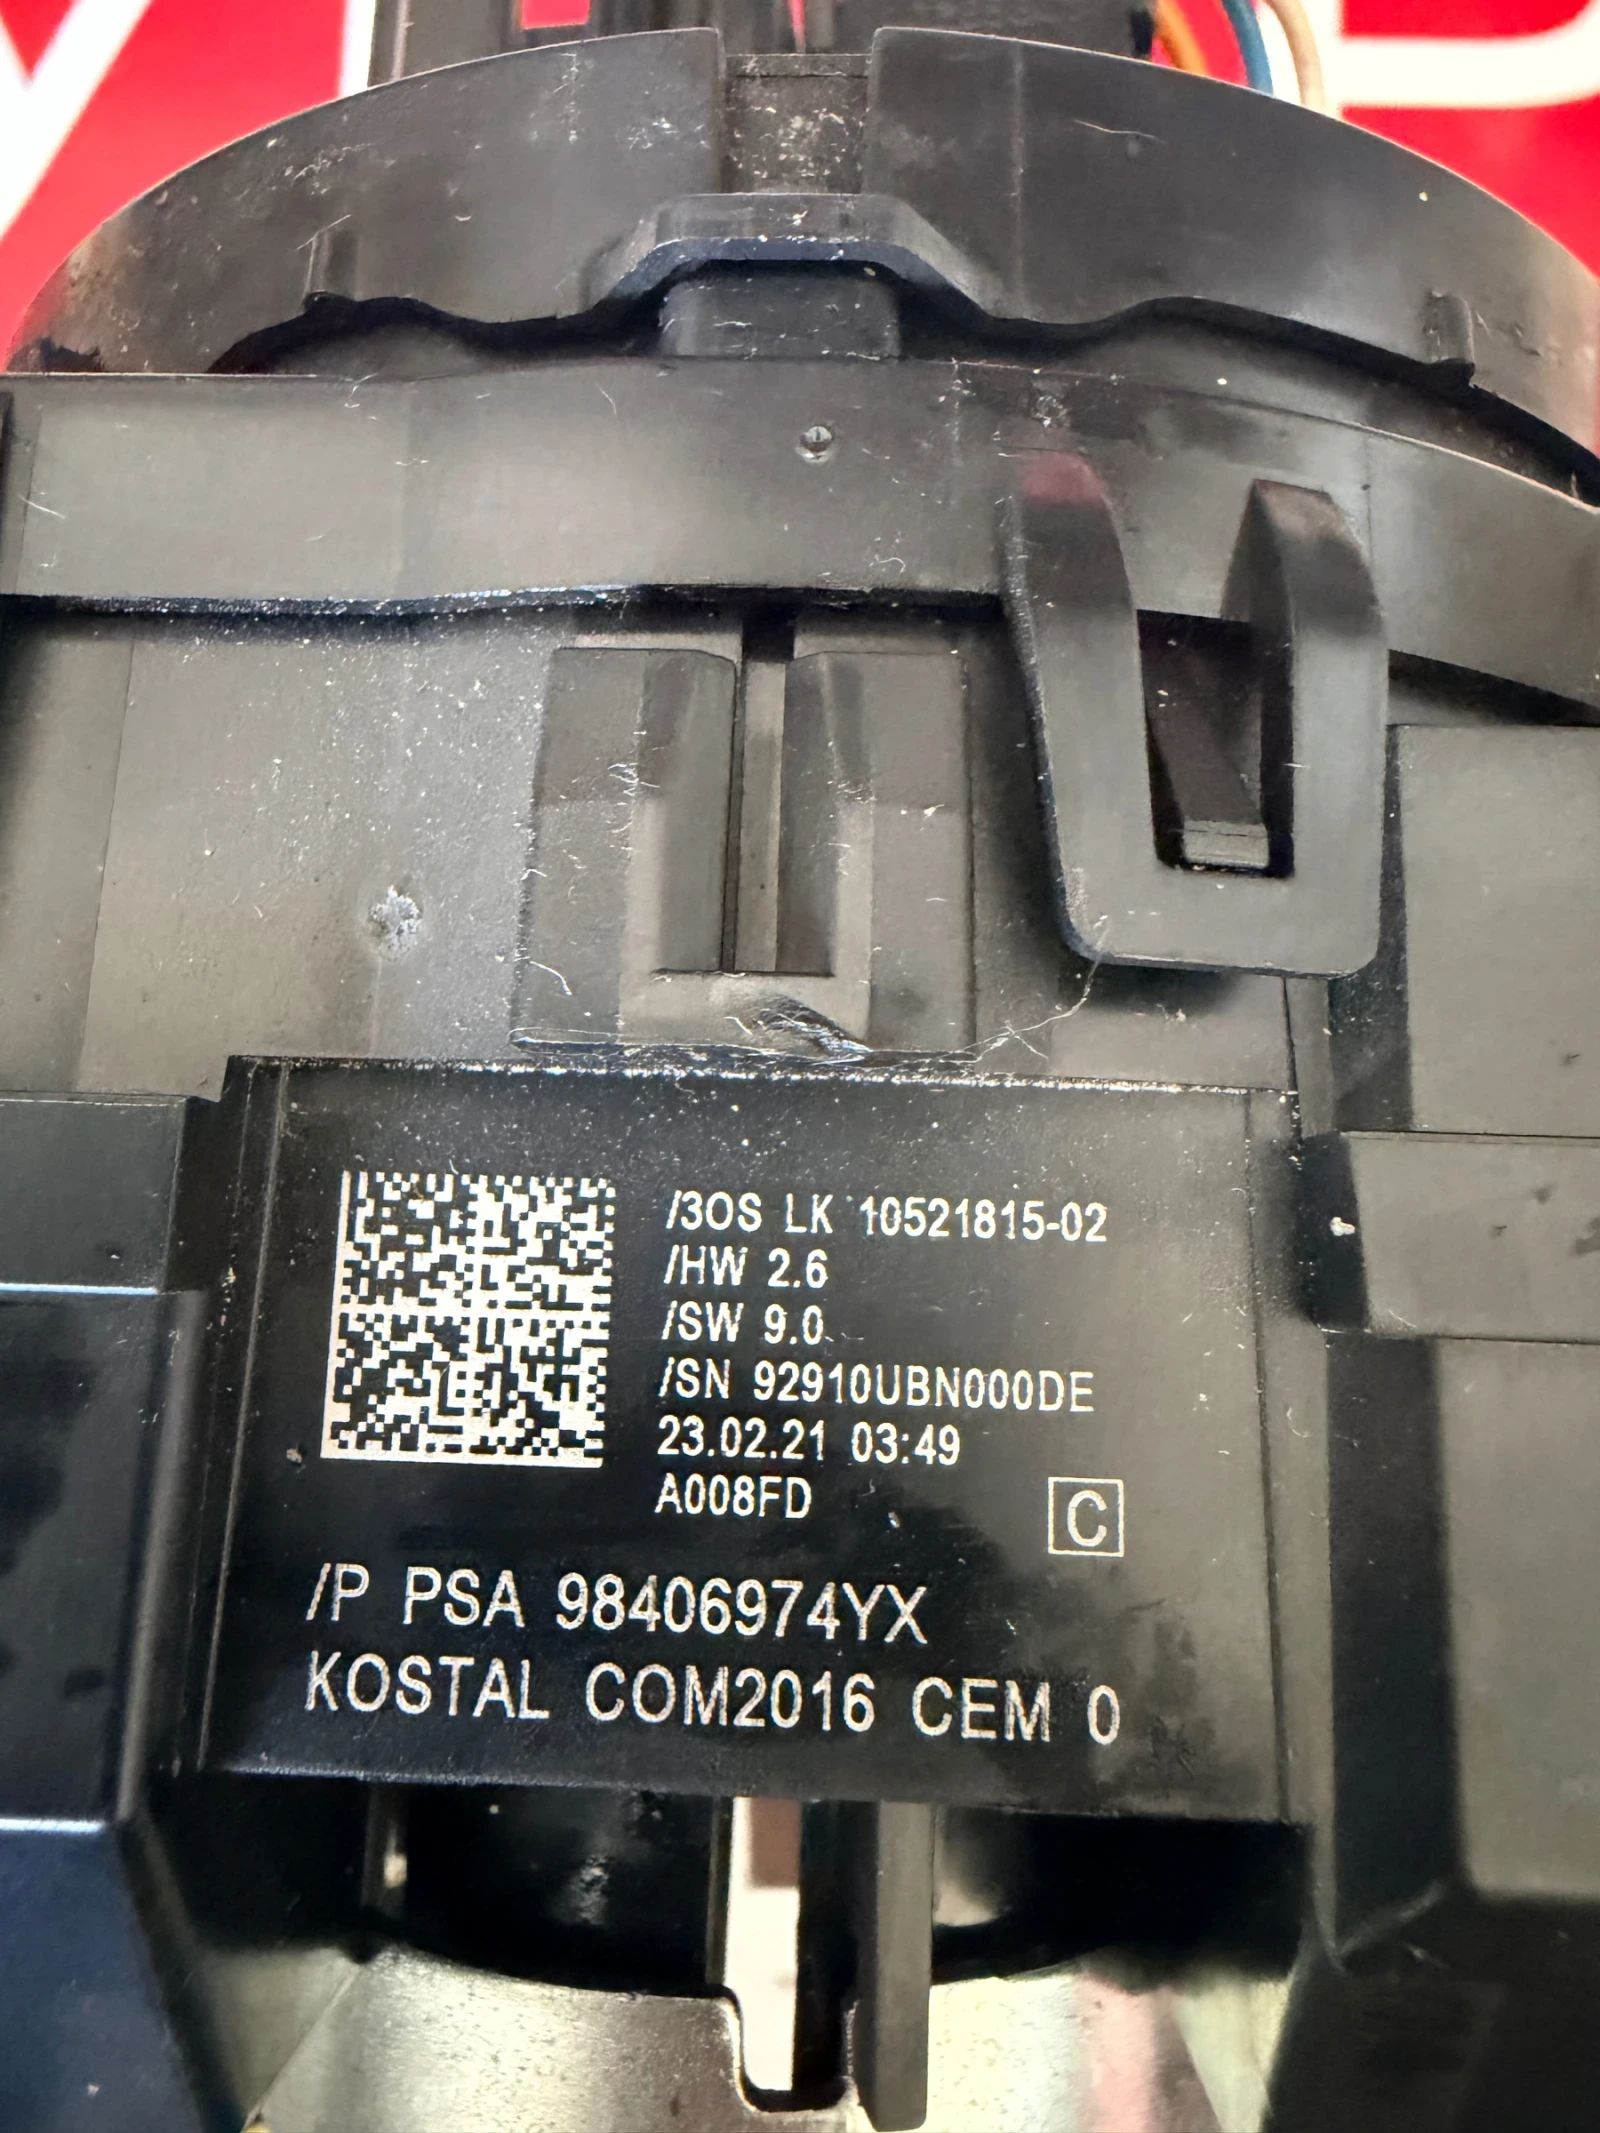 /3OS LK 10521815-02
/HW 2.6
/SW 9.0
/SN 92910UBN000DE
23.02.21 03:49
A008FD
C
/P PSA 98406974YX
KOSTAL COM2016 CEM 0